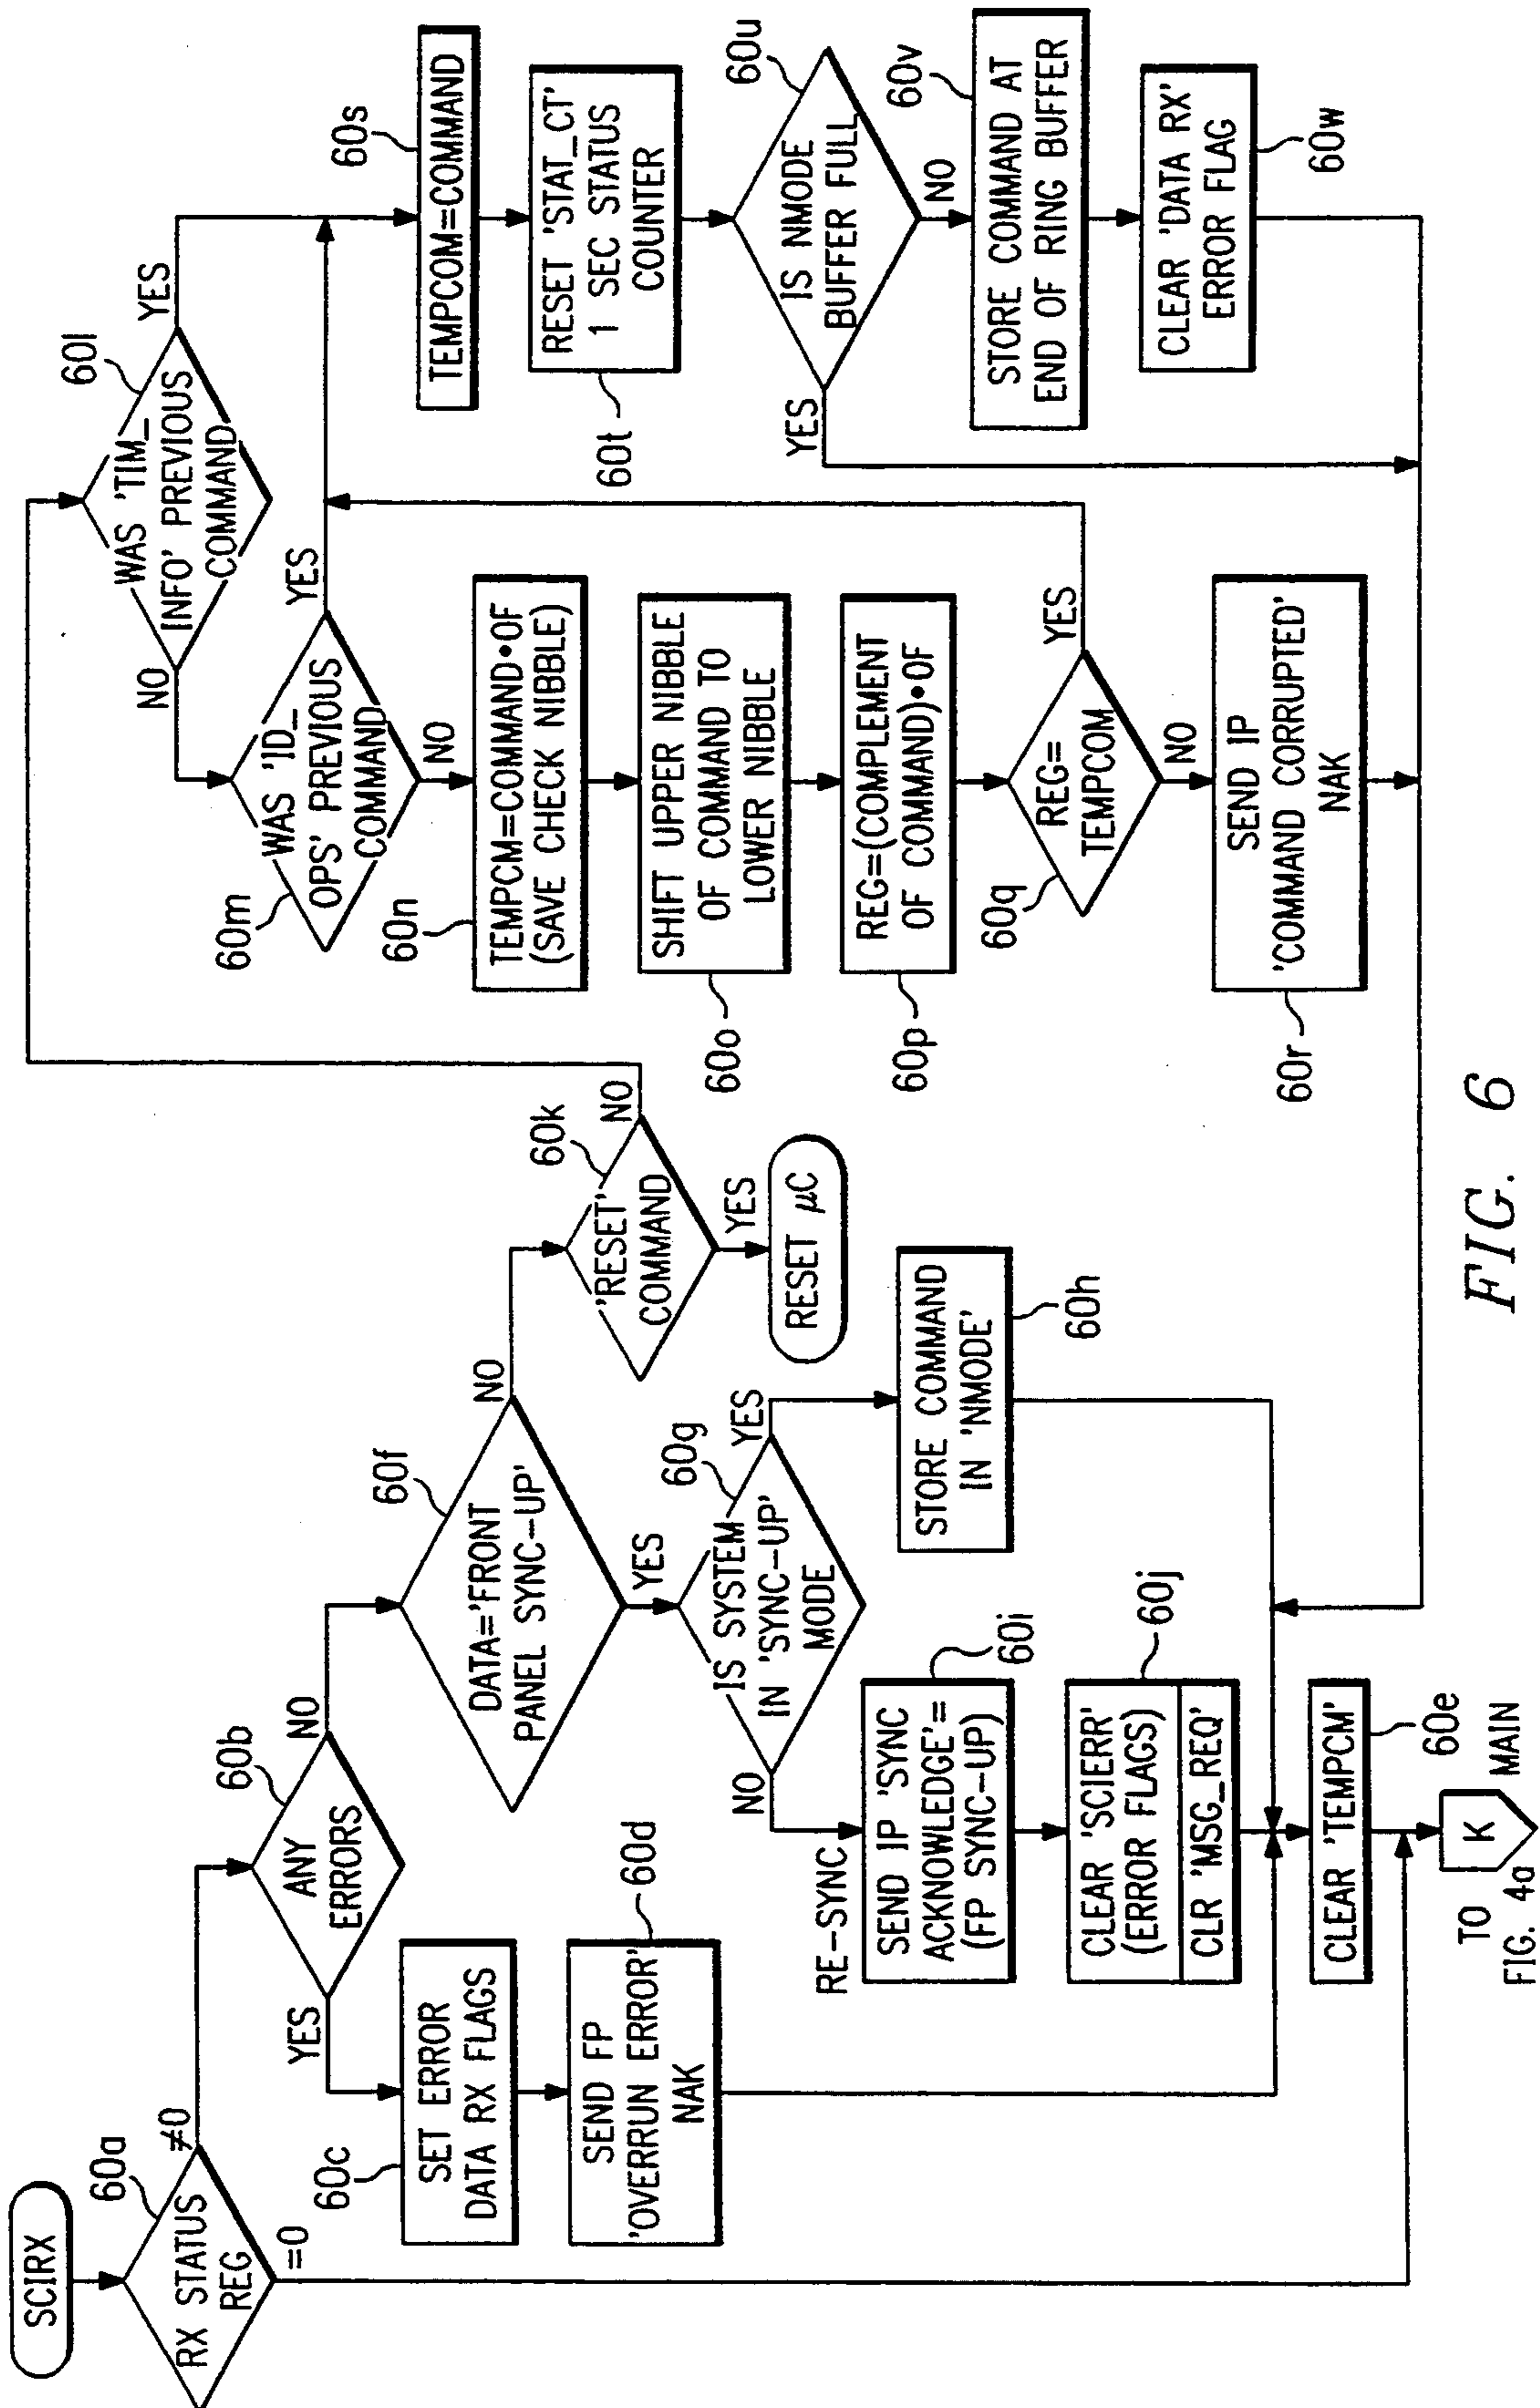 SCIRX
60a
RX STATUS
REG
≠0
=0
60b
ANY
ERRORS
YES
NO
60c
SET ERROR
DATA RX FLAGS
60d
SEND FP
'OVERRUN ERROR'
NAK
60f
DATA='FRONT
PANEL SYNC-UP'
NO
YES
60g
IS SYSTEM
IN 'SYNC-UP'
MODE
NO
YES
RE-SYNC
60i
SEND IP 'SYNC
ACKNOWLEDGE'=
(FP SYNC-UP)
60j
CLEAR 'SCIERR'
(ERROR FLAGS)
CLR 'MSG_REQ'
60e
CLEAR 'TEMPCM'
K
MAIN
TO
FIG. 4a
60h
STORE COMMAND
IN 'NMODE'
60k
'RESET'
COMMAND
NO
YES
RESET µC
60l
WAS 'TIM_
INFO' PREVIOUS
COMMAND
NO
YES
60m
WAS 'ID_
OPS' PREVIOUS
COMMAND
YES
NO
60n
TEMPCM=COMMAND•OF
(SAVE CHECK NIBBLE)
60o
SHIFT UPPER NIBBLE
OF COMMAND TO
LOWER NIBBLE
60p
REG=(COMPLEMENT
OF COMMAND)•OF
60q
REG=
TEMPCOM
YES
NO
60r
SEND IP
'COMMAND CORRUPTED'
NAK
60s
TEMPCOM=COMMAND
60t
RESET 'STAT_CT'
1 SEC STATUS
COUNTER
60u
IS NMODE
BUFFER FULL
YES
NO
60v
STORE COMMAND AT
END OF RING BUFFER
60w
CLEAR 'DATA RX'
ERROR FLAG
FIG. 6